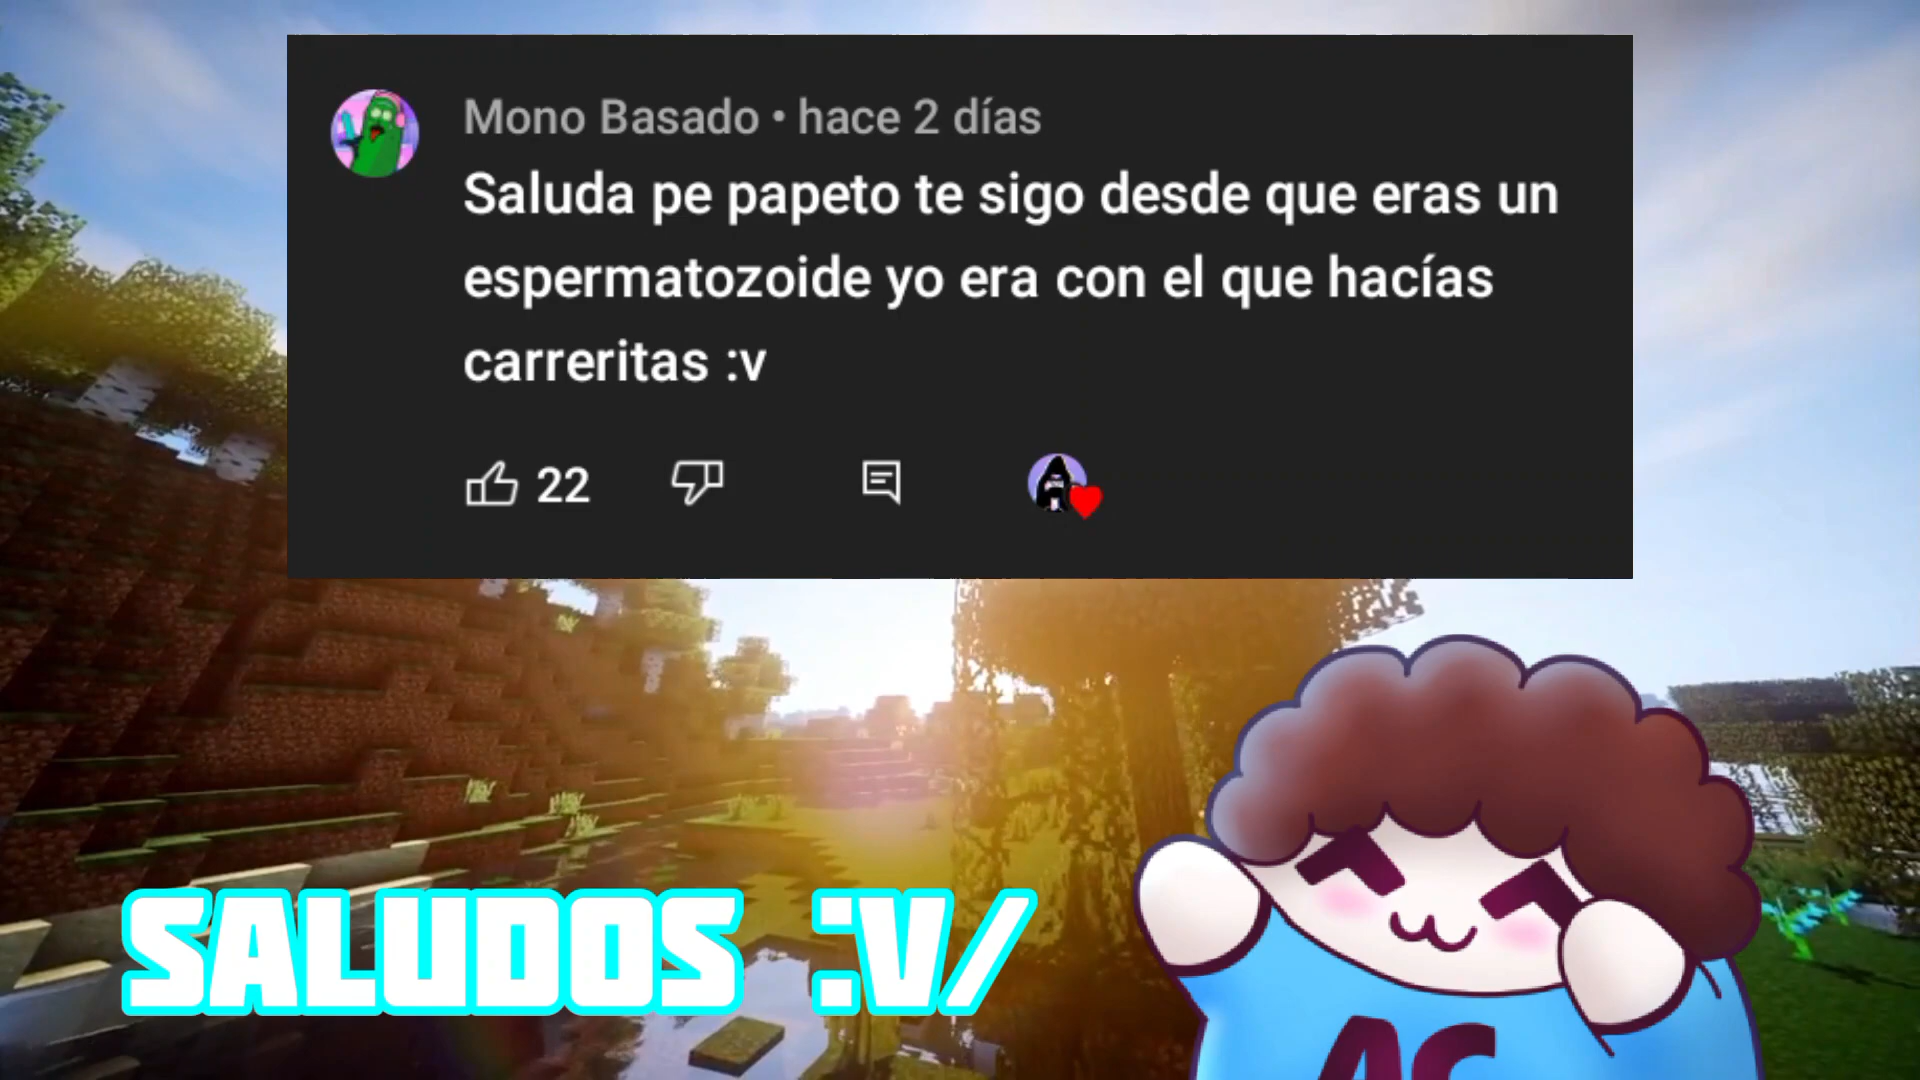 Mono Basado • hace 2 días
Saluda pe papeto te sigo desde que eras un
espermatozoide yo era con el que hacías
carreritas :v
22
SALUDOS :V/
AC